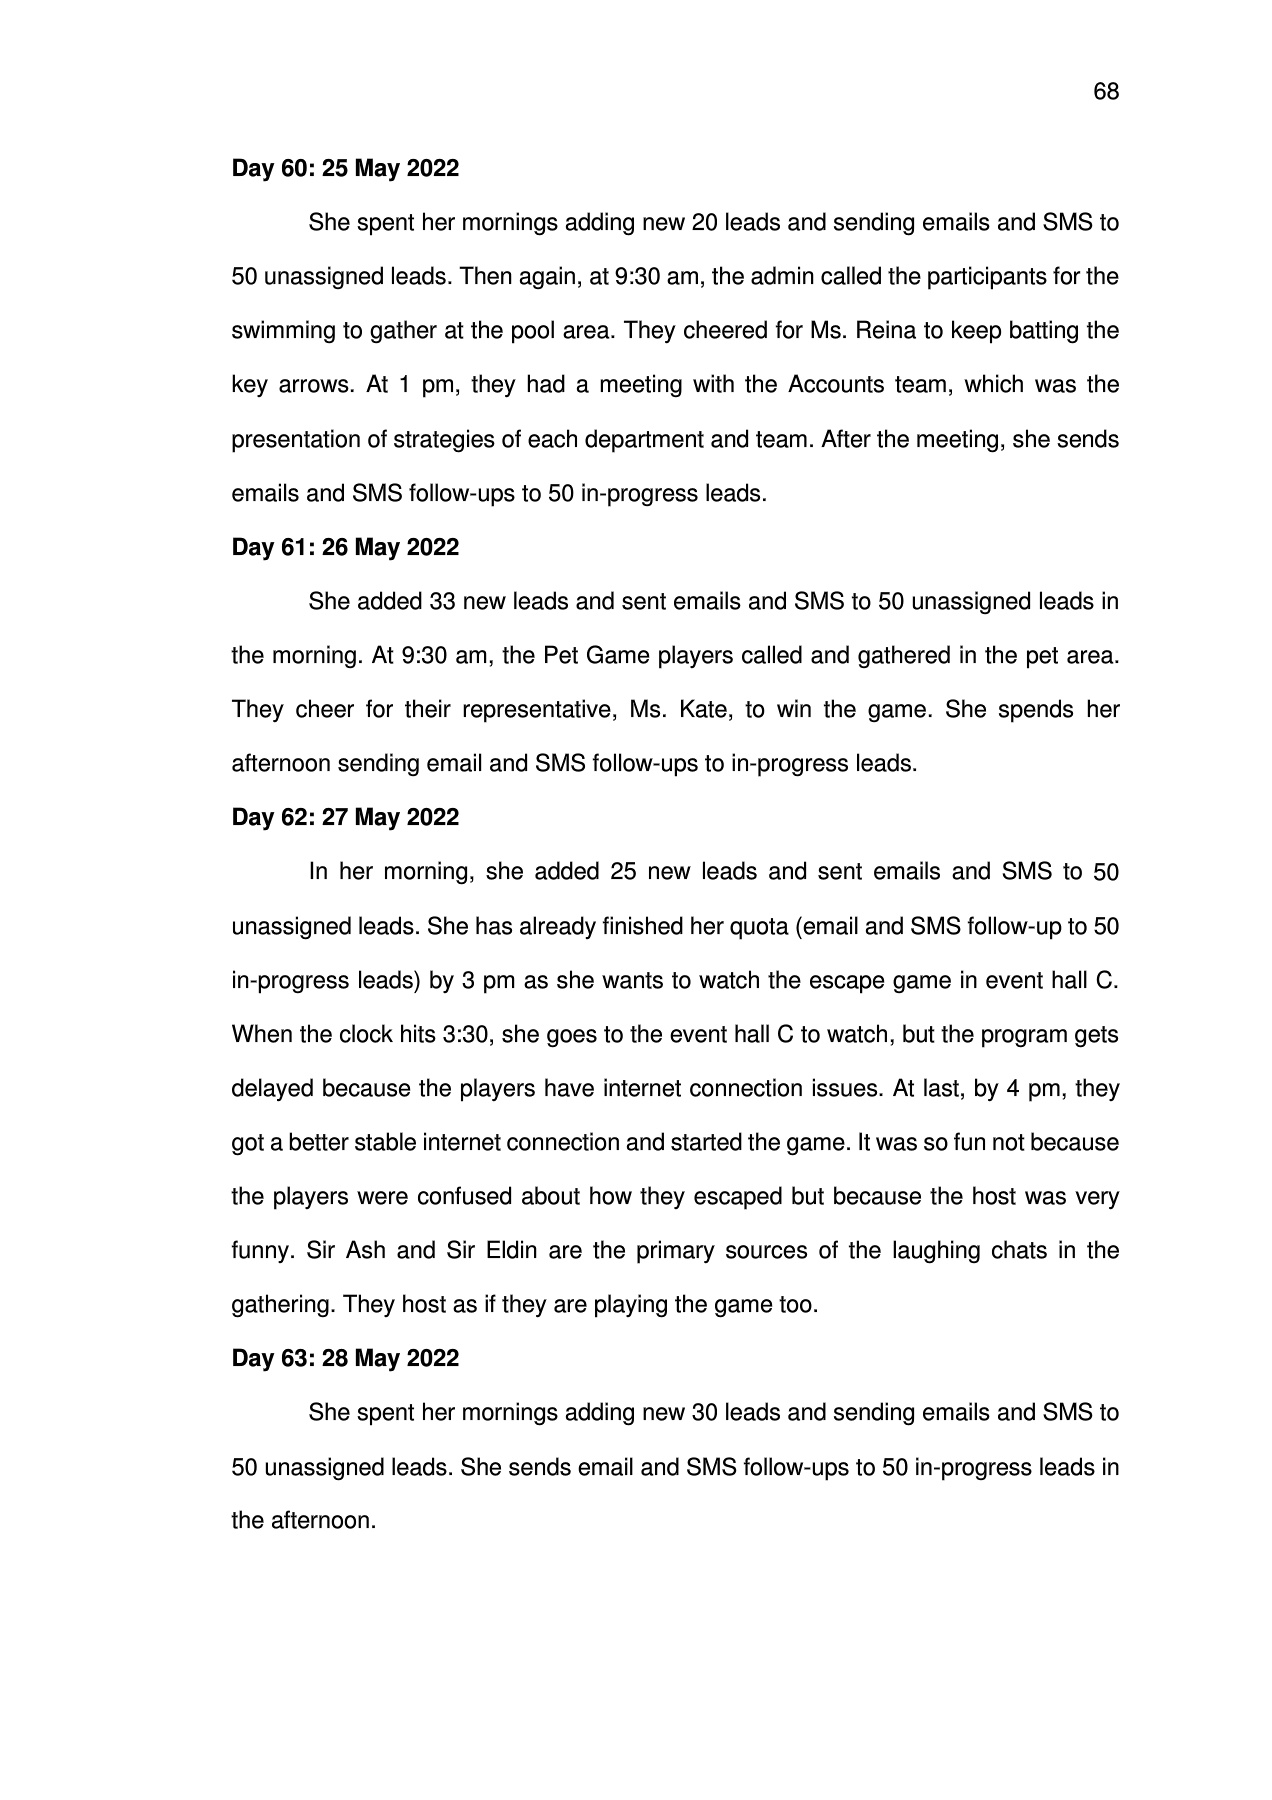 68
Day 60: 25 May 2022
She spent her mornings adding new 20 leads and sending emails and SMS to
50 unassigned leads. Then again, at 9:30 am, the admin called the participants for the
swimming to gather at the pool area. They cheered for Ms. Reina to keep batting the
key arrows. At 1 pm, they had a meeting with the Accounts team, which was the
presentation of strategies of each department and team. After the meeting, she sends
emails and SMS follow-ups to 50 in-progress leads.
Day 61: 26 May 2022
She added 33 new leads and sent emails and SMS to 50 unassigned leads in
the morning. At 9:30 am, the Pet Game players called and gathered in the pet area.
They cheer for their representative, Ms. Kate, to win the game. She spends her
afternoon sending email and SMS follow-ups to in-progress leads.
Day 62: 27 May 2022
In her morning, she added 25 new leads and sent emails and SMS to 50
unassigned leads. She has already finished her quota (email and SMS follow-up to 50
in-progress leads) by 3 pm as she wants to watch the escape game in event hall C.
When the clock hits 3:30, she goes to the event hall C to watch, but the program gets
delayed because the players have internet connection issues. At last, by 4 pm, they
got a better stable internet connection and started the game. It was so fun not because
the players were confused about how they escaped but because the host was very
funny. Sir Ash and Sir Eldin are the primary sources of the laughing chats in the
gathering. They host as if they are playing the game too.
Day 63: 28 May 2022
She spent her mornings adding new 30 leads and sending emails and SMS to
50 unassigned leads. She sends email and SMS follow-ups to 50 in-progress leads in
the afternoon.